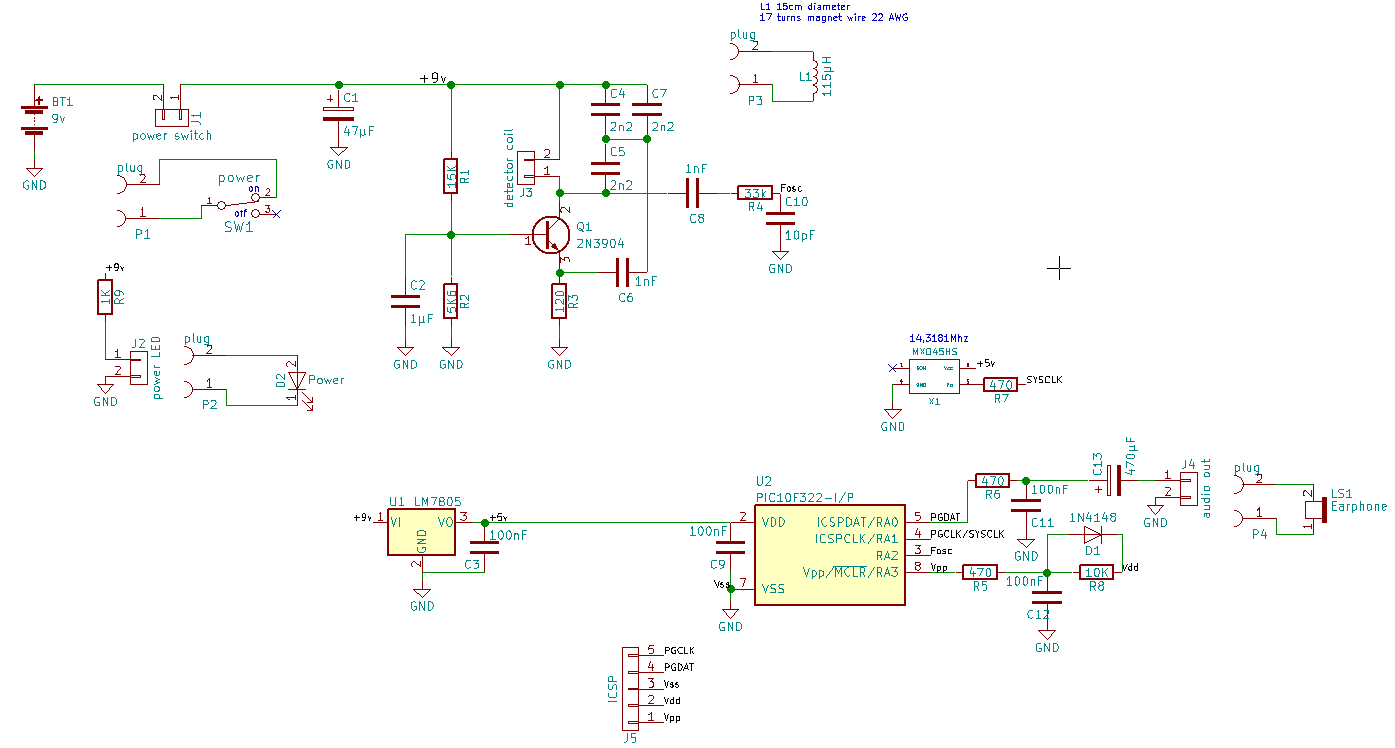 L1 15cm diameter
17 turns magnet wire 22 AWG
plug
2
1
P3
L1
115µH
+9v
BT1
9v
2
1
J1
power switch
C1
47µF
GND
GND
plug
2
1
P1
power
on
2
1
off
3
SW1
15K
R1
detector coil
2
1
J3
C4
2n2
C7
2n2
C5
2n2
1nF
C8
33k
R4
Fosc
C10
10pF
GND
2
1
3
Q1
2N3904
C6
1nF
C2
1µF
5K6
R2
120
R3
GND
GND
GND
+9v
1K
R9
J2
1
2
power LED
GND
plug
2
1
P2
2
D2
1
Power
14,3181Mhz
MX045HS
EOH
Vcc
GND
Fo
+5v
470
R7
SYSCLK
X1
GND
U1 LM7805
+9v
1
VI
VO
3
+5v
GND
2
100nF
C3
GND
U2
PIC10F322-I/P
100nF
C9
2
VDD
Vss
7
VSS
GND
ICSPDAT/RA0
5
PGDAT
ICSPCLK/RA1
4
PGCLK/SYSCLK
RA2
3
Fosc
Vpp/MCLR/RA3
8
Vpp
470
R6
100nF
C11
GND
C13
470µF
+
J4
1
2
audio out
GND
plug
2
1
P4
2
1
LS1
Earphone
1N4148
D1
470
R5
100nF
C12
10K
R8
Vdd
GND
ICSP
5
PGCLK
4
PGDAT
3
Vss
2
Vdd
1
Vpp
J5